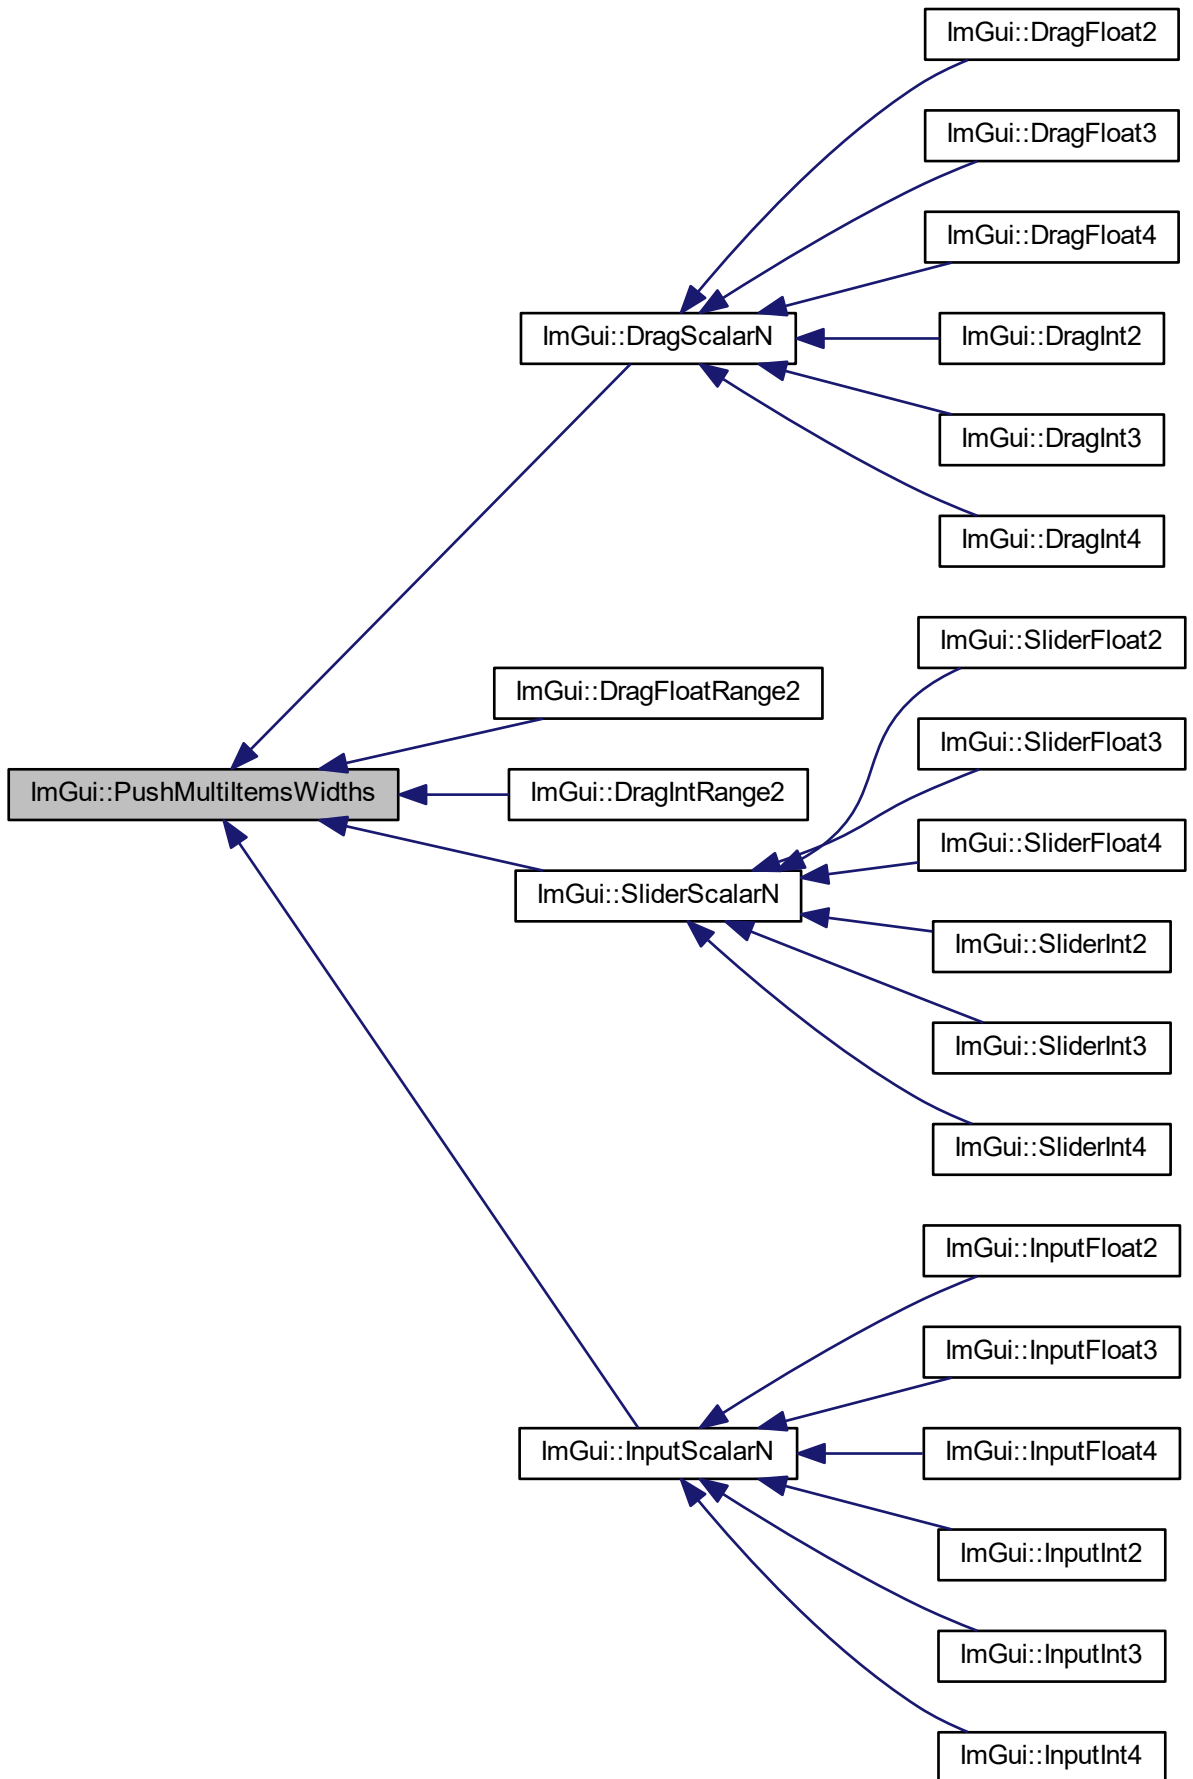 ImGui::DragFloat2
ImGui::DragFloat3
ImGui::DragFloat4
ImGui::DragScalarN
ImGui::DragInt2
ImGui::DragInt3
ImGui::DragInt4
ImGui::SliderFloat2
ImGui::DragFloatRange2
ImGui::SliderFloat3
ImGui::PushMultiItemsWidths
ImGui::DragIntRange2
ImGui::SliderFloat4
ImGui::SliderScalarN
ImGui::SliderInt2
ImGui::SliderInt3
ImGui::SliderInt4
ImGui::InputFloat2
ImGui::InputFloat3
ImGui::InputFloat4
ImGui::InputScalarN
ImGui::InputInt2
ImGui::InputInt3
ImGui::InputInt4